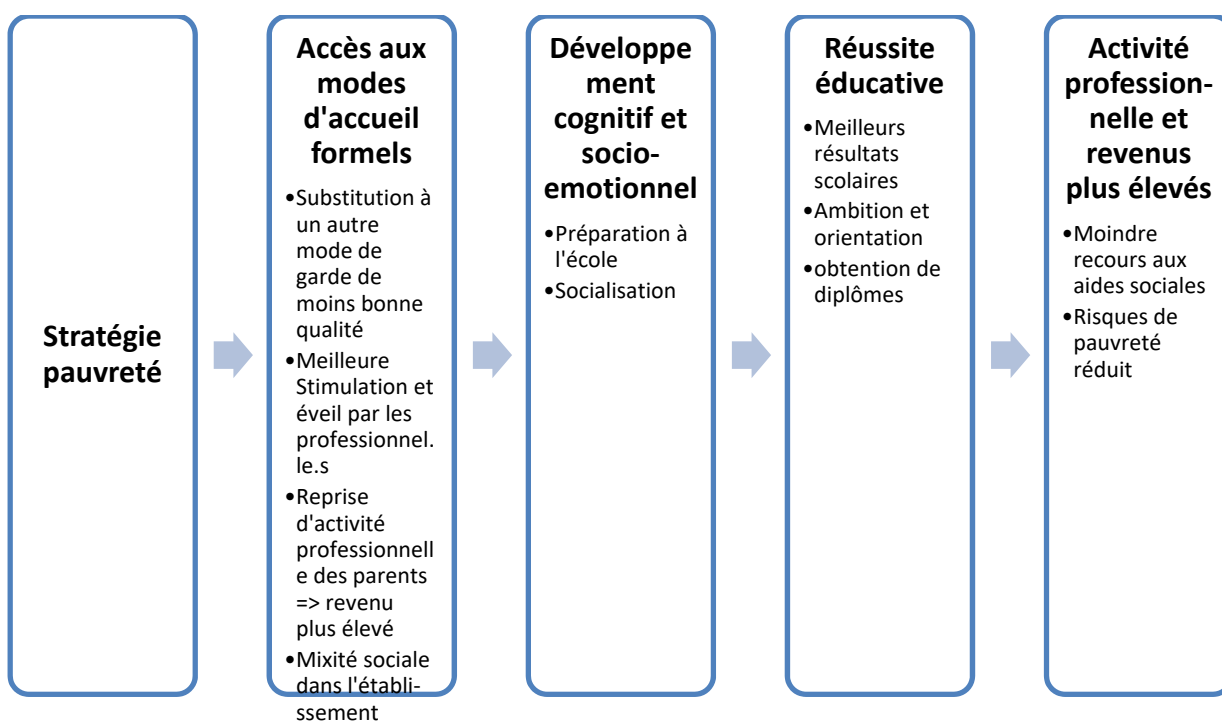 Stratégie
pauvreté
Accès aux
modes
d'accueil
formels
•Substitution à
un autre
mode de
garde de
moins bonne
qualité
•Meilleure
Stimulation et
éveil par les
professionnel.
le.s
•Reprise
d'activité
professionnell
e des parents
=> revenu
plus élevé
•Mixité sociale
dans l'établi-
ssement
Développe
ment
cognitif et
socio-
emotionnel
•Préparation à
l'école
•Socialisation
Réussite
éducative
•Meilleurs
résultats
scolaires
•Ambition et
orientation
•obtention de
diplômes
Activité
profession-
nelle et
revenus
plus élevés
•Moindre
recours aux
aides sociales
•Risques de
pauvreté
réduit